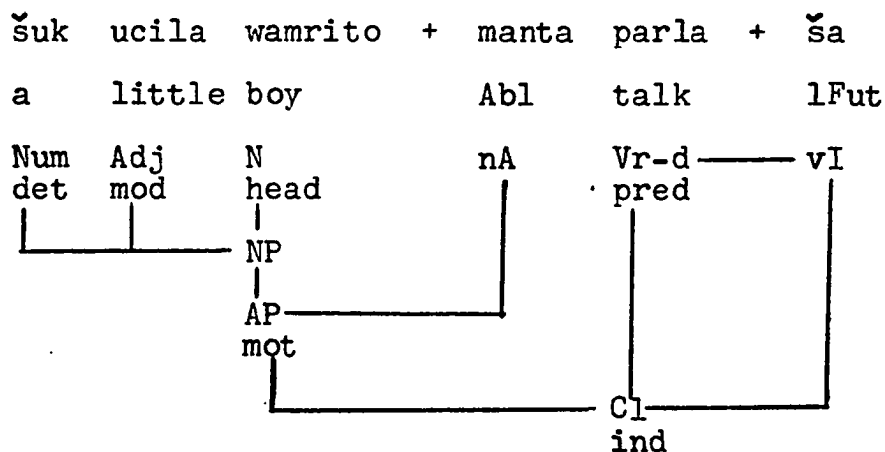 šuk ucila wamrito + manta parla + ša
a little boy Abl talk 1Fut
Num Adj N nA Vr-d vI
det mod head pred
NP
AP
mot
Cl
ind